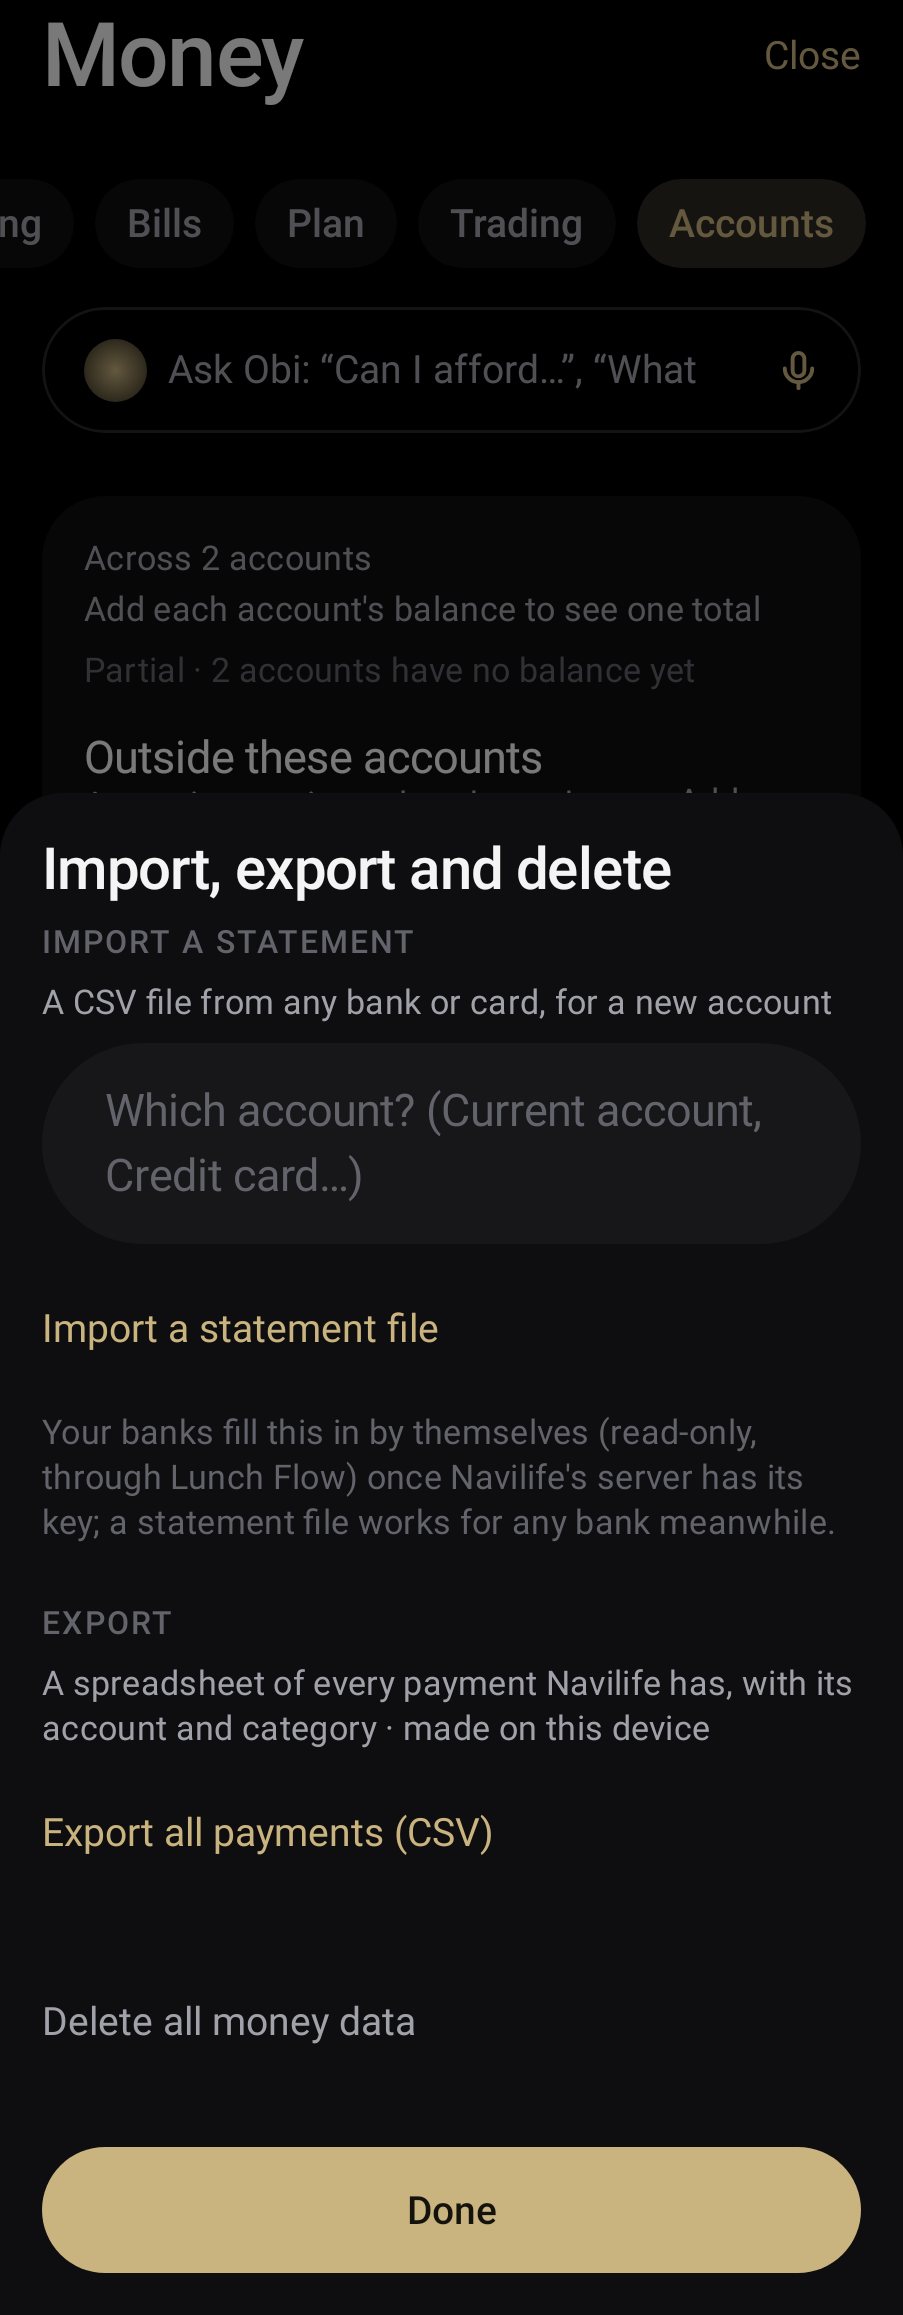 Money
Close
ng
Bills
Plan
Trading
Accounts
Ask Obi: “Can I afford…”, “What
Across 2 accounts
Add each account's balance to see one total
Partial · 2 accounts have no balance yet
Outside these accounts
Import, export and delete
IMPORT A STATEMENT
A CSV file from any bank or card, for a new account
Which account? (Current account,
Credit card…)
Import a statement file
Your banks fill this in by themselves (read-only,
through Lunch Flow) once Navilife's server has its
key; a statement file works for any bank meanwhile.
EXPORT
A spreadsheet of every payment Navilife has, with its
account and category · made on this device
Export all payments (CSV)
Delete all money data
Done